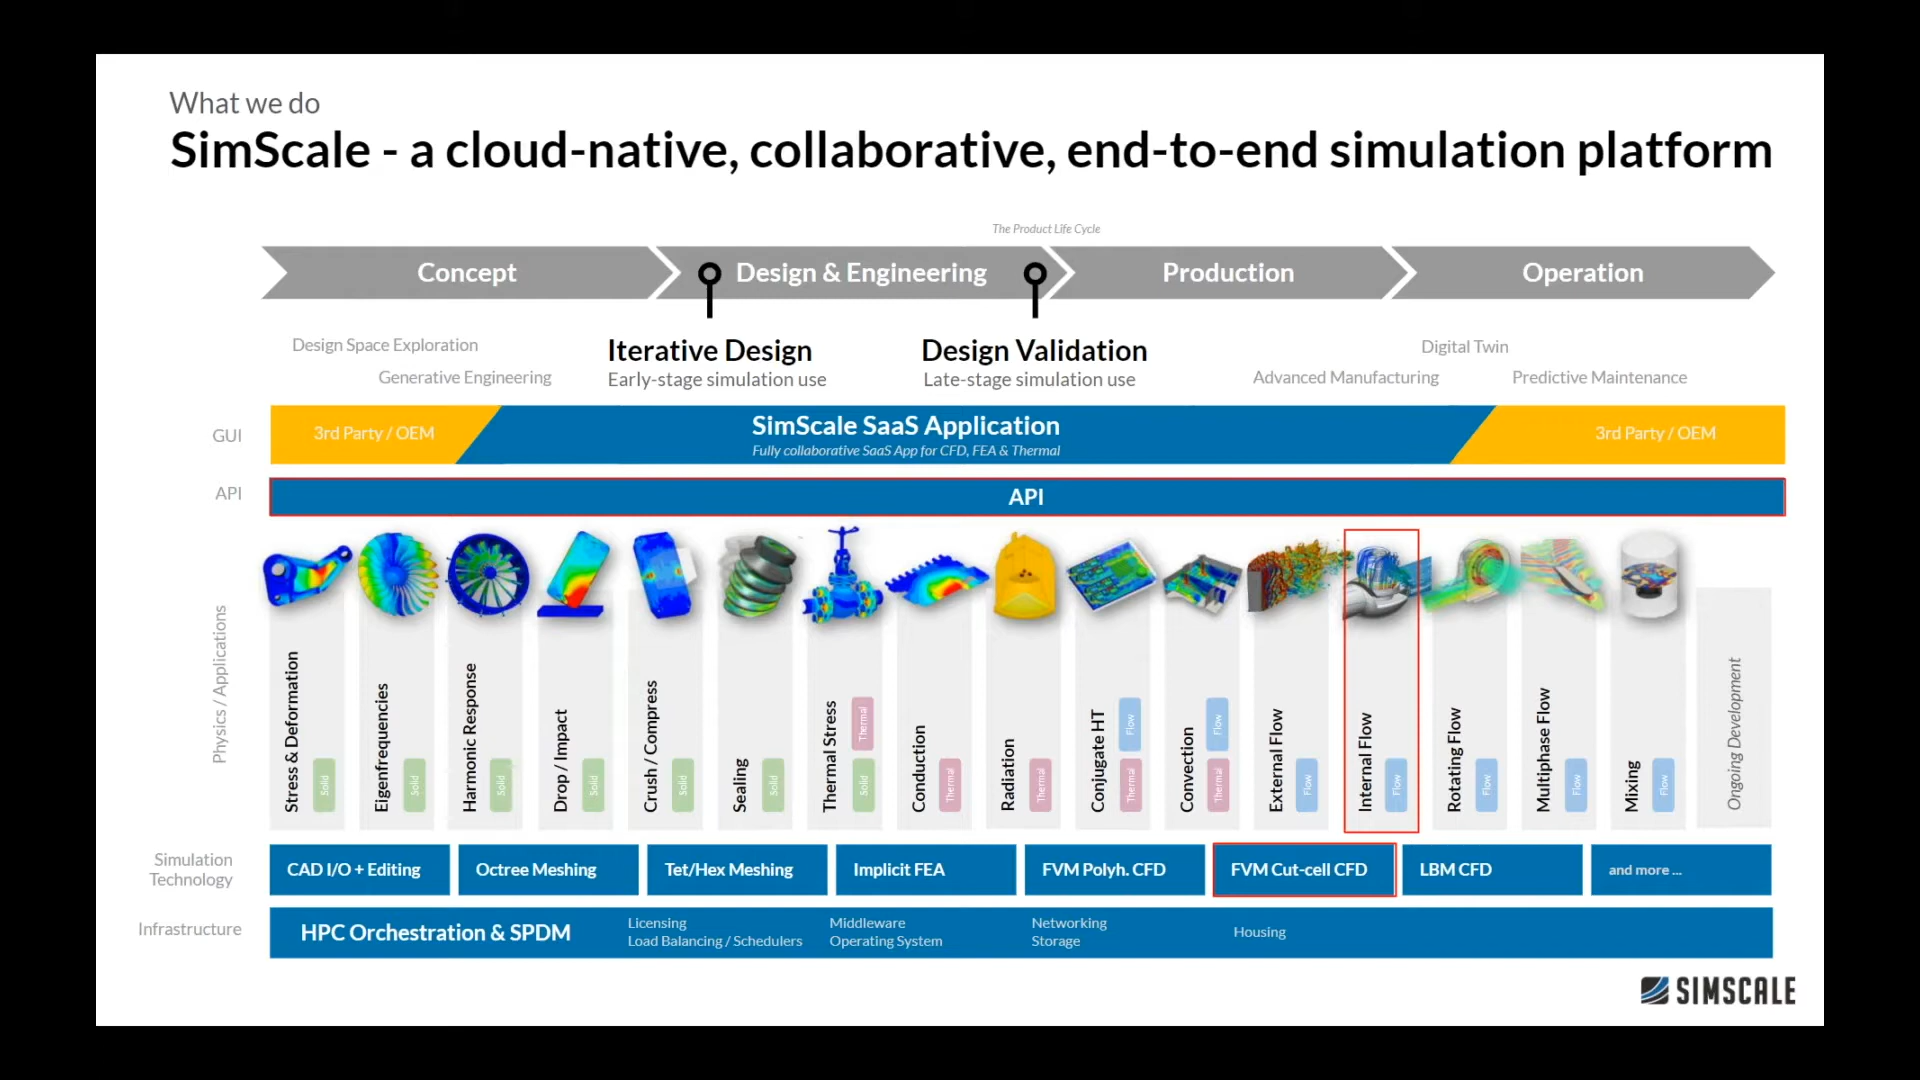 What we do
SimScale - a cloud-native, collaborative, end-to-end simulation platform
The Product Life Cycle
Concept
Design & Engineering
Production
Operation
Design Space Exploration
Generative Engineering
Iterative Design
Early-stage simulation use
Design Validation
Late-stage simulation use
Digital Twin
Advanced Manufacturing
Predictive Maintenance
GUI
3rd Party / OEM
SimScale SaaS Application
Fully collaborative SaaS App for CFD, FEA & Thermal
3rd Party / OEM
API
API
Physics / Applications
Stress & Deformation
Solid
Eigenfrequencies
Solid
Harmonic Response
Solid
Drop / Impact
Solid
Crush / Compress
Solid
Sealing
Solid
Thermal Stress
Thermal
Solid
Conduction
Thermal
Radiation
Thermal
Conjugate HT
Flow
Thermal
Convection
Flow
Thermal
External Flow
Flow
Internal Flow
Flow
Rotating Flow
Flow
Multiphase Flow
Flow
Mixing
Flow
Ongoing Development
Simulation
Technology
CAD I/O + Editing
Octree Meshing
Tet/Hex Meshing
Implicit FEA
FVM Polyh. CFD
FVM Cut-cell CFD
LBM CFD
and more ...
Infrastructure
HPC Orchestration & SPDM
Licensing
Load Balancing / Schedulers
Middleware
Operating System
Networking
Storage
Housing
SIMSCALE